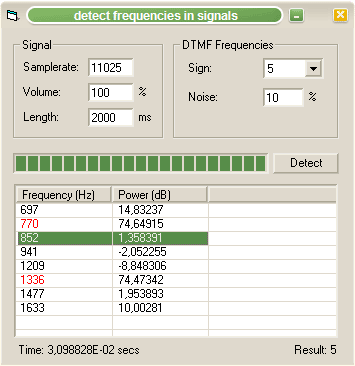 detect frequencies in signals
Signal
Samplerate: 11025
Volume: 100 %
Length: 2000 ms
DTMF Frequencies
Sign: 5
Noise: 10 %
Detect
Frequency (Hz) Power (dB)
697 14,83237
770 74,64915
852 1,358391
941 -2,052255
1209 -8,848306
1336 74,47342
1477 1,953893
1633 10,00281
Time: 3,098828E-02 secs Result: 5